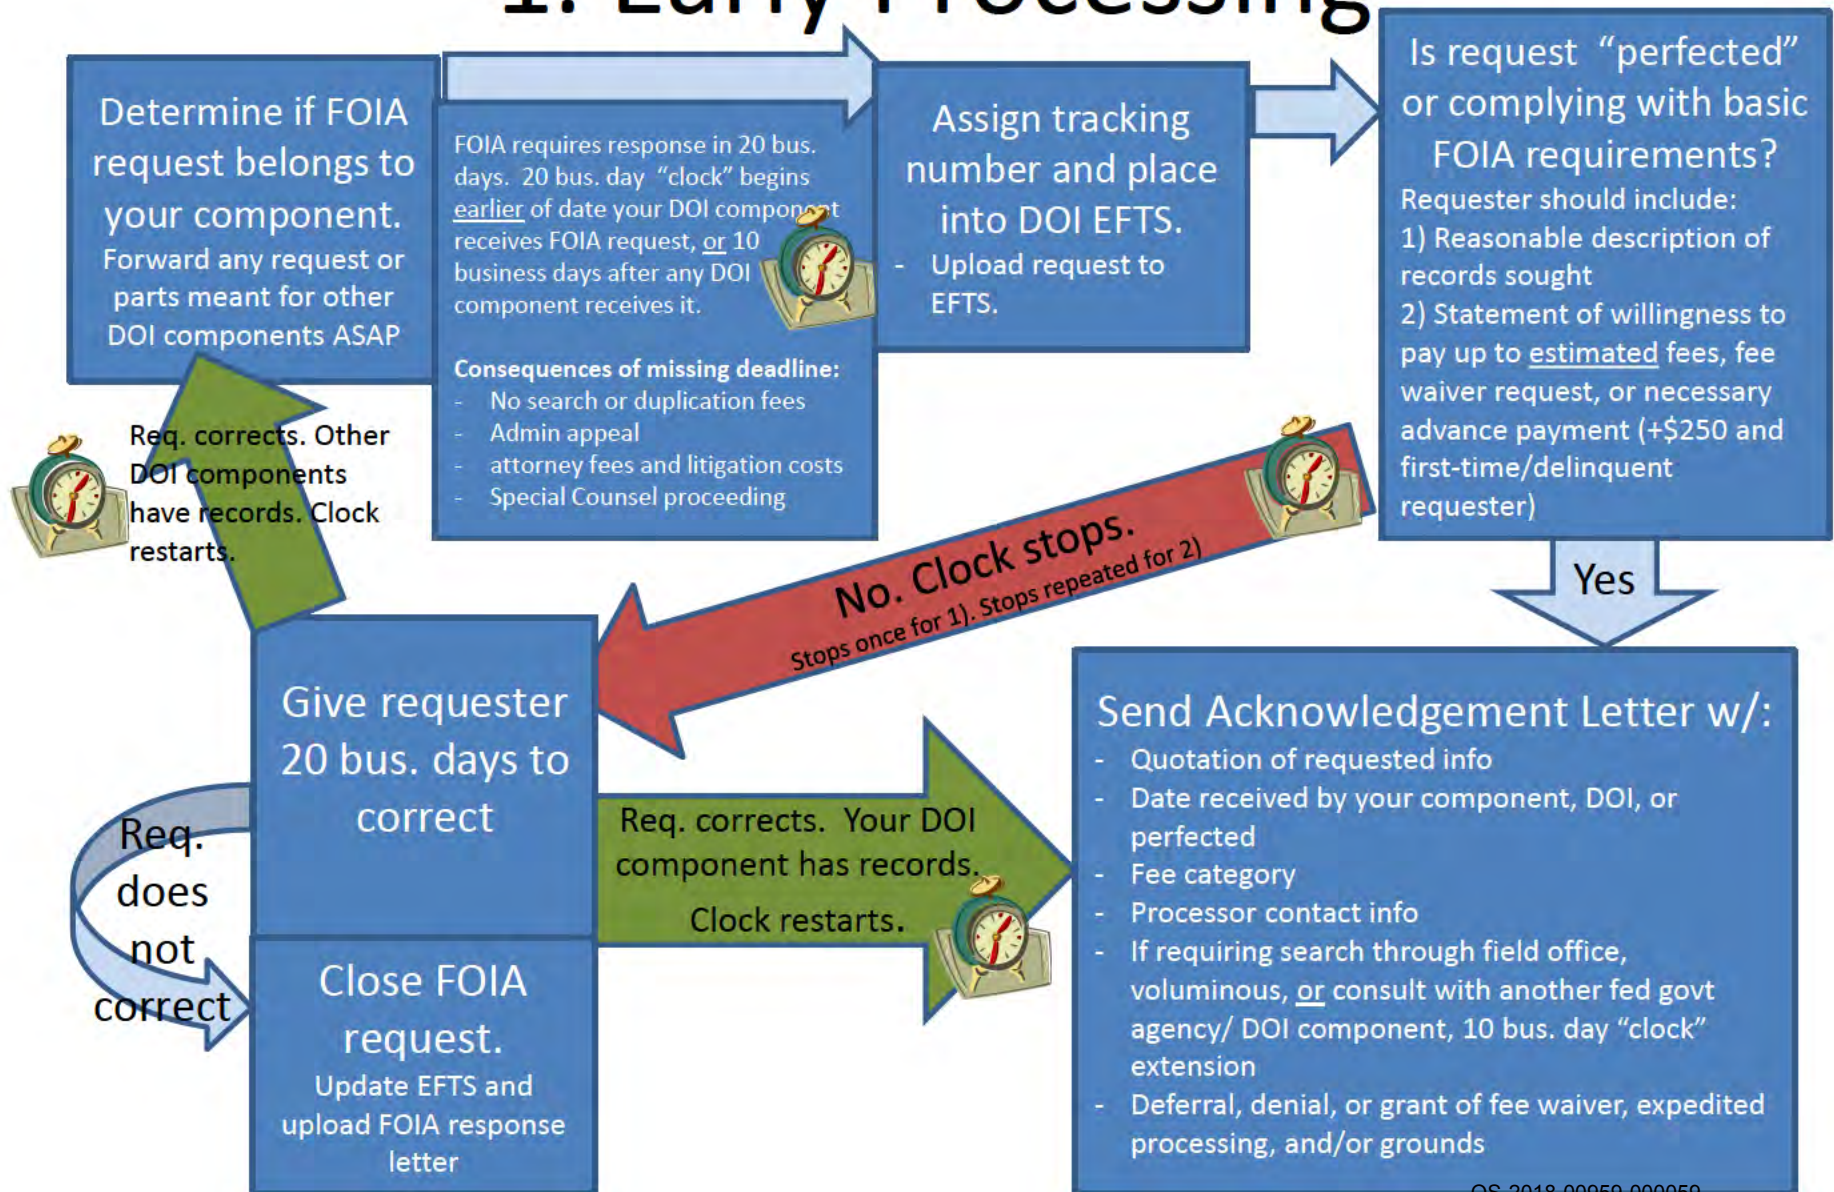 1. Early Processing
Determine if FOIA
request belongs to
your component.
Forward any request or
parts meant for other
DOI components ASAP
FOIA requires response in 20 bus.
days. 20 bus. day “clock” begins
earlier of date your DOI component
receives FOIA request, or 10
business days after any DOI
component receives it.
Consequences of missing deadline:
- No search or duplication fees
- Admin appeal
- attorney fees and litigation costs
- Special Counsel proceeding
Assign tracking
number and place
into DOI EFTS.
- Upload request to
EFTS.
Is request “perfected”
or complying with basic
FOIA requirements?
Requester should include:
1) Reasonable description of
records sought
2) Statement of willingness to
pay up to estimated fees, fee
waiver request, or necessary
advance payment (+$250 and
first-time/delinquent
requester)
Req. corrects. Other
DOI components
have records. Clock
restarts.
No. Clock stops.
Stops once for 1). Stops repeated for 2)
Yes
Give requester
20 bus. days to
correct
Req.
does
not
correct
Req. corrects. Your DOI
component has records.
Clock restarts.
Close FOIA
request.
Update EFTS and
upload FOIA response
letter
Send Acknowledgement Letter w/:
- Quotation of requested info
- Date received by your component, DOI, or
perfected
- Fee category
- Processor contact info
- If requiring search through field office,
voluminous, or consult with another fed govt
agency/ DOI component, 10 bus. day “clock”
extension
- Deferral, denial, or grant of fee waiver, expedited
processing, and/or grounds
OS-2018-00959-000059